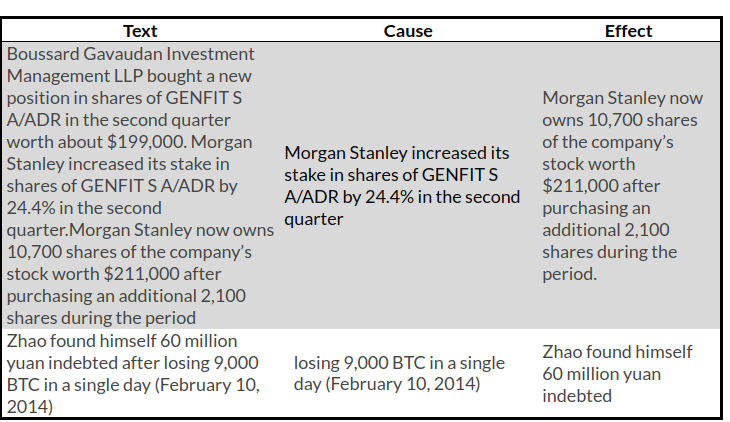 Text Cause Effect
Boussard Gavaudan Investment
Management LLP bought a new
position in shares of GENFIT S
A/ADR in the second quarter
worth about $199,000. Morgan
Stanley increased its stake in
shares of GENFIT S A/ADR by
24.4% in the second
quarter.Morgan Stanley now owns
10,700 shares of the company’s
stock worth $211,000 after
purchasing an additional 2,100
shares during the period
Morgan Stanley increased its
stake in shares of GENFIT S
A/ADR by 24.4% in the second
quarter
Morgan Stanley now
owns 10,700 shares
of the company’s
stock worth
$211,000 after
purchasing an
additional 2,100
shares during the
period.
Zhao found himself 60 million
yuan indebted after losing 9,000
BTC in a single day (February 10,
2014)
losing 9,000 BTC in a single
day (February 10, 2014)
Zhao found himself
60 million yuan
indebted